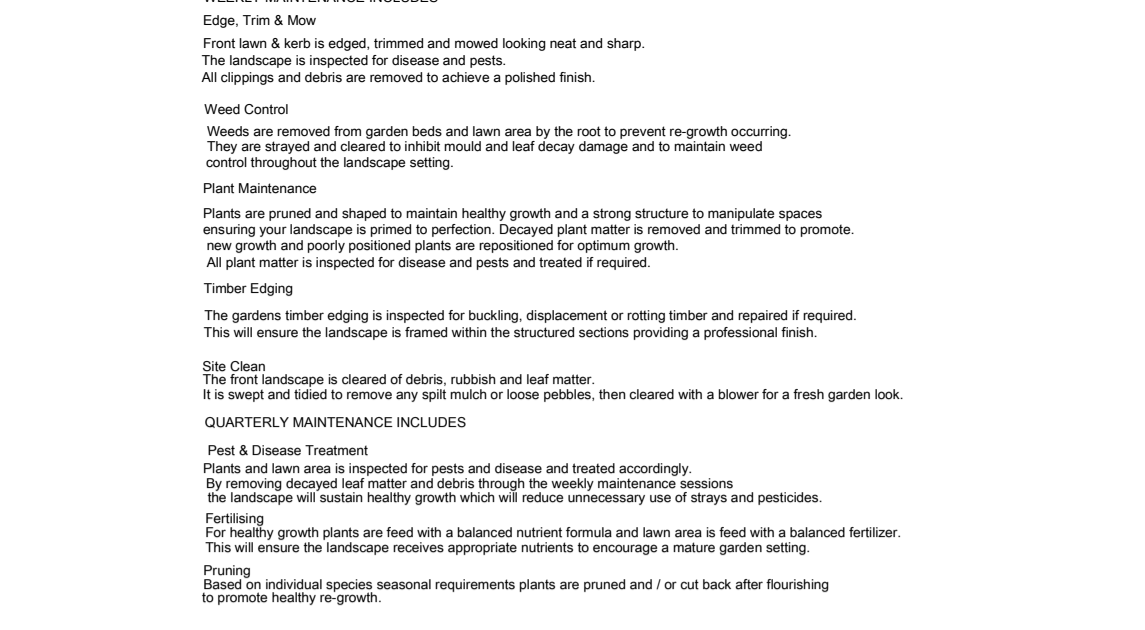 WEEKLY MAINTENANCE INCLUDES
Edge, Trim & Mow
Front lawn & kerb is edged, trimmed and mowed looking neat and sharp.
The landscape is inspected for disease and pests.
All clippings and debris are removed to achieve a polished finish.
Weed Control
Weeds are removed from garden beds and lawn area by the root to prevent re-growth occurring.
They are strayed and cleared to inhibit mould and leaf decay damage and to maintain weed
control throughout the landscape setting.
Plant Maintenance
Plants are pruned and shaped to maintain healthy growth and a strong structure to manipulate spaces
ensuring your landscape is primed to perfection. Decayed plant matter is removed and trimmed to promote.
new growth and poorly positioned plants are repositioned for optimum growth.
All plant matter is inspected for disease and pests and treated if required.
Timber Edging
The gardens timber edging is inspected for buckling, displacement or rotting timber and repaired if required.
This will ensure the landscape is framed within the structured sections providing a professional finish.
Site Clean
The front landscape is cleared of debris, rubbish and leaf matter.
It is swept and tidied to remove any spilt mulch or loose pebbles, then cleared with a blower for a fresh garden look.
QUARTERLY MAINTENANCE INCLUDES
Pest & Disease Treatment
Plants and lawn area is inspected for pests and disease and treated accordingly.
By removing decayed leaf matter and debris through the weekly maintenance sessions
the landscape will sustain healthy growth which will reduce unnecessary use of strays and pesticides.
Fertilising
For healthy growth plants are feed with a balanced nutrient formula and lawn area is feed with a balanced fertilizer.
This will ensure the landscape receives appropriate nutrients to encourage a mature garden setting.
Pruning
Based on individual species seasonal requirements plants are pruned and / or cut back after flourishing
to promote healthy re-growth.